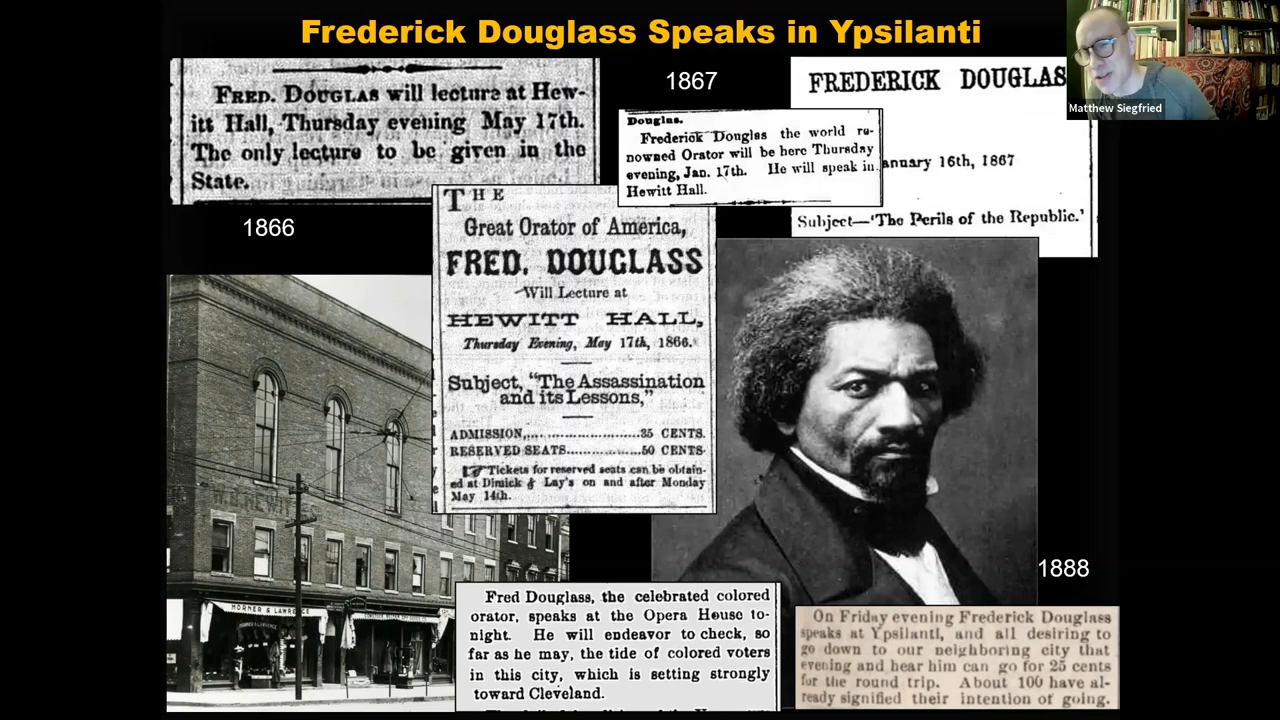 Frederick Douglass Speaks in Ypsilanti
FRED. DOUGLAS will lecture at Hew-
itt Hall, Thursday evening May 17th.
The only lecture to be given in the
State.
1866
1867
Douglas.
Frederick Douglas the world re-
nowned Orator will be here Thursday
evening, Jan. 17th. He will speak in
Hewitt Hall.
FREDERICK DOUGLAS
anuary 16th, 1867
Subject—'The Perils of the Republic.'
Matthew Siegfried
THE
Great Orator of America,
FRED. DOUGLASS
Will Lecture at
HEWITT HALL,
Thursday Evening, May 17th, 1866.
Subject, "The Assassination
and its Lessons,"
ADMISSION,...........................35 CENTS.
RESERVED SEATS.................50 CENTS.
☞ Tickets for reserved seats can be obtain-
ed at Dimick & Lay's on and after Monday
May 14th.
W.B. HEWITT
HORNER & LAWRENCE
1888
Fred Douglass, the celebrated colored
orator, speaks at the Opera House to-
night. He will endeavor to check, so
far as he may, the tide of colored voters
in this city, which is setting strongly
toward Cleveland.
On Friday evening Frederick Douglass
speaks at Ypsilanti, and all desiring to
go down to our neighboring city that
evening and hear him can go for 25 cents
for the round trip. About 100 have al-
ready signified their intention of going.